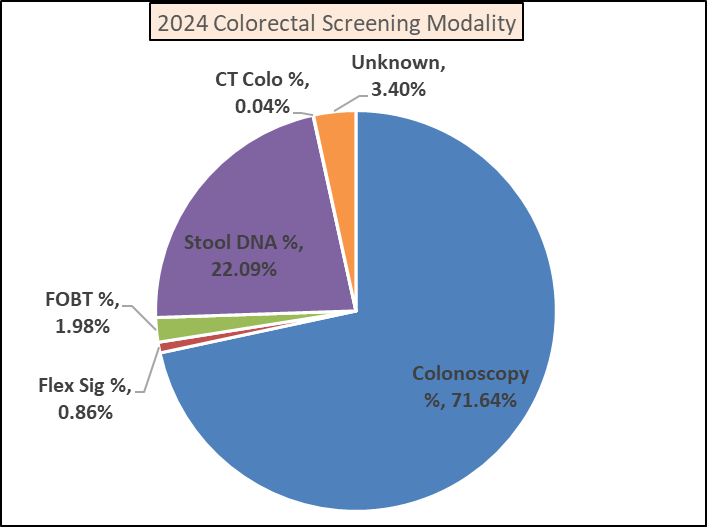 2024 Colorectal Screening Modality
Unknown,
3.40%
CT Colo %,
0.04%
Stool DNA %,
22.09%
FOBT %,
1.98%
Flex Sig %,
0.86%
Colonoscopy
%, 71.64%